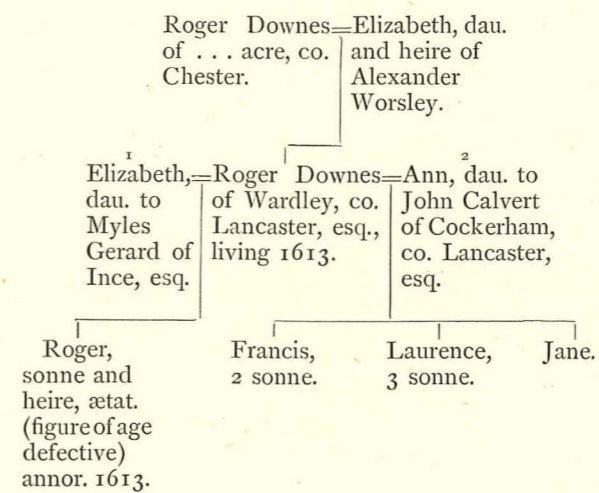 Roger Downes=Elizabeth, dau.
of . . . acre, co. and heire of
Chester. Alexander
Worsley.
1 2
Elizabeth,=Roger Downes=Ann, dau. to
dau. to of Wardley, co. John Calvert
Myles Lancaster, esq., of Cockerham,
Gerard of living 1613. co. Lancaster,
Ince, esq. esq.
Roger, Francis, Laurence, Jane.
sonne and 2 sonne. 3 sonne.
heire, ætat.
(figure of age
defective)
annor. 1613.